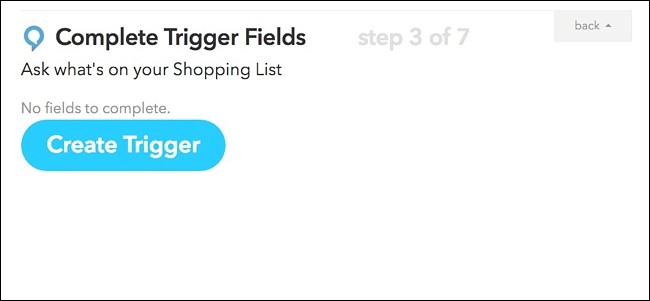 back
Complete Trigger Fields step 3 of 7
Ask what's on your Shopping List
No fields to complete.
Create Trigger